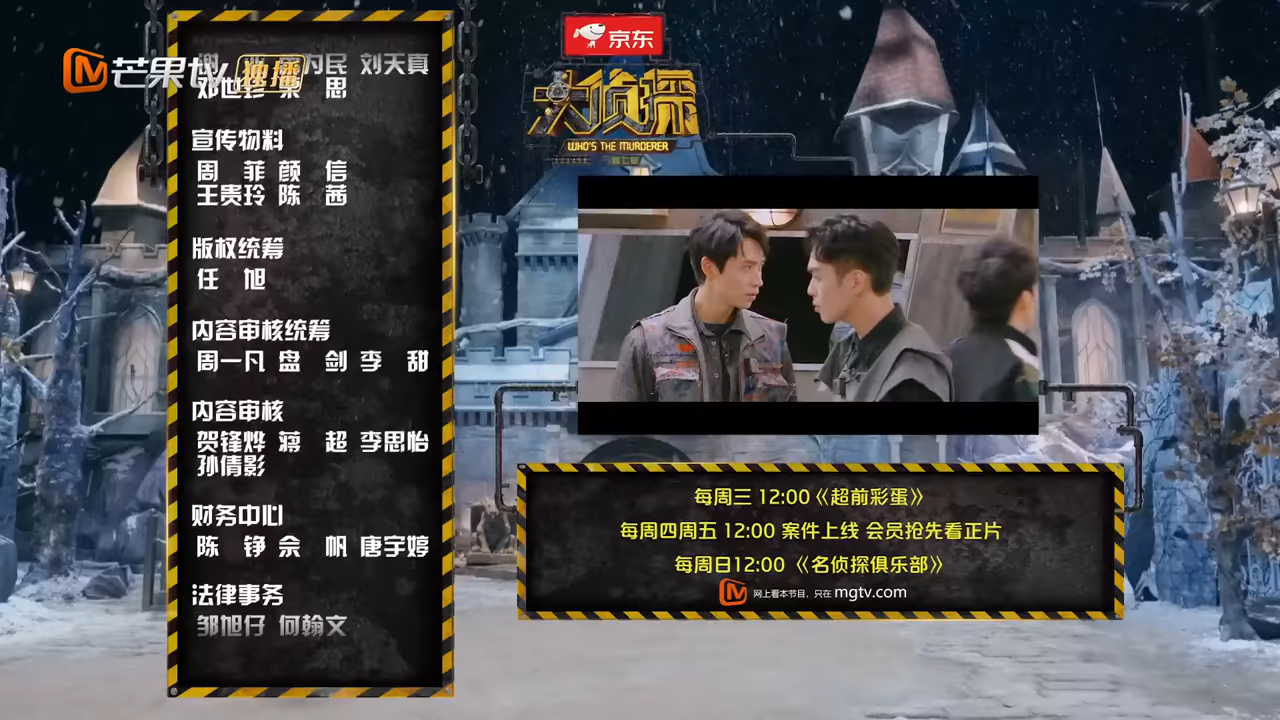 芒果tv 独播
为民 刘天真
邓世珍 思
宣传物料
周 菲 颜 信
王贵玲 陈 茜
版权统筹
任 旭
内容审核统筹
周一凡 盘 剑 李 甜
内容审核
贺锋烨 蒋 超 李思怡
孙倩影
财务中心
陈 铮 佘 帆 唐宇婷
法律事务
邹旭仔 何翰文
京东
大侦探
WHO'S THE MURDERER
第七季
每周三 12:00《超前彩蛋》
每周四周五 12:00 案件上线 会员抢先看正片
每周日12:00 《名侦探俱乐部》
网上看本节目，只在 mgtv.com